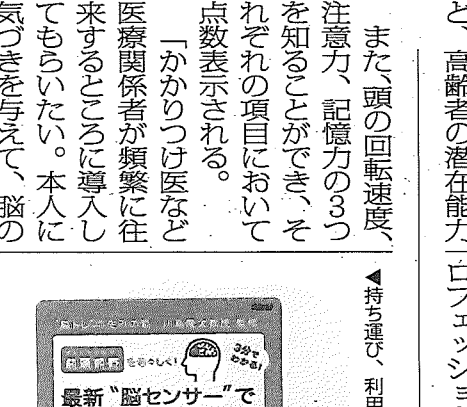 と、高齢者の潜在能力
ロフェッショ
また、頭の回転速度、
注意力、記憶力の3つ
を知ることができ、そ
れぞれの項目において
点数表示される。
「かかりつけ医など
医療関係者が頻繁に往
来するところに導入し
てもらいたい。本人に
気づきを与えて、脳の
◀持ち運び、利用
3分で
わかる!
最新“脳センサー”で